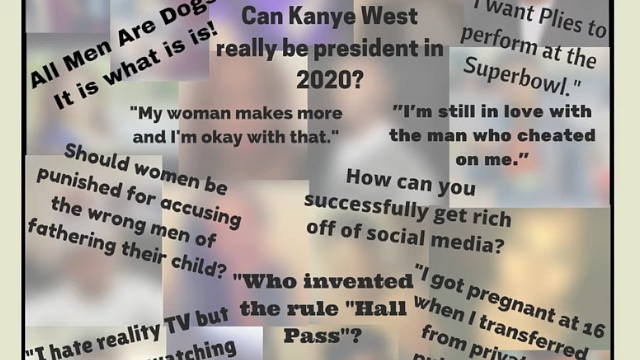 All Men Are Dogs
It is what is is!
Can Kanye West
really be president in
2020?
"I want Plies to
perform at the
Superbowl."
"My woman makes more
and I'm okay with that."
"I'm still in love with
the man who cheated
on me."
Should women be
punished for accusing
the wrong men of
fathering their child?
How can you
successfully get rich
off of social media?
"Who invented
the rule "Hall
Pass"?
"I got pregnant at 16
when I transferred
from
"I hate reality TV but
watching